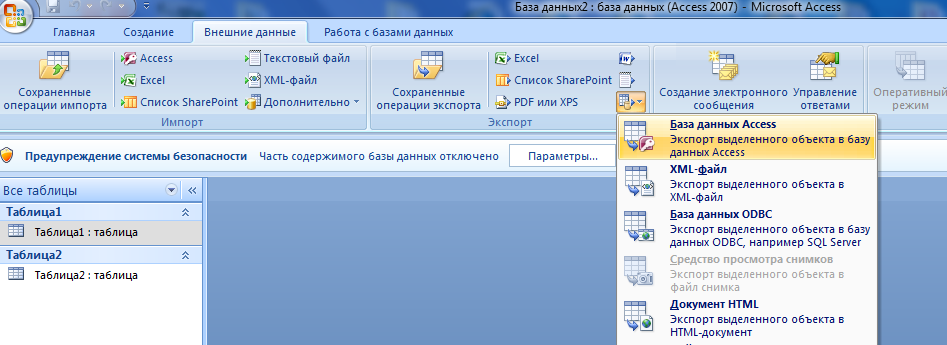 База данных2 : база данных (Access 2007) - Microsoft Access
Главная Создание Внешние данные Работа с базами данных
Сохраненные операции импорта
Access
Excel
Список SharePoint
Текстовый файл
XML-файл
Дополнительно
Импорт
Сохраненные операции экспорта
Excel
Список SharePoint
PDF или XPS
Экспорт
Создание электронного сообщения
Управление ответами
Оперативный режим
Предупреждение системы безопасности Часть содержимого базы данных отключено Параметры...
Все таблицы
Таблица1
Таблица1 : таблица
Таблица2
Таблица2 : таблица
База данных Access
Экспорт выделенного объекта в базу
данных Access
XML-файл
Экспорт выделенного объекта в
XML-файл
База данных ODBC
Экспорт выделенного объекта в базу
данных ODBC, например SQL Server
Средство просмотра снимков
Экспорт выделенного объекта в
файл снимка
Документ HTML
Экспорт выделенного объекта в
HTML-документ